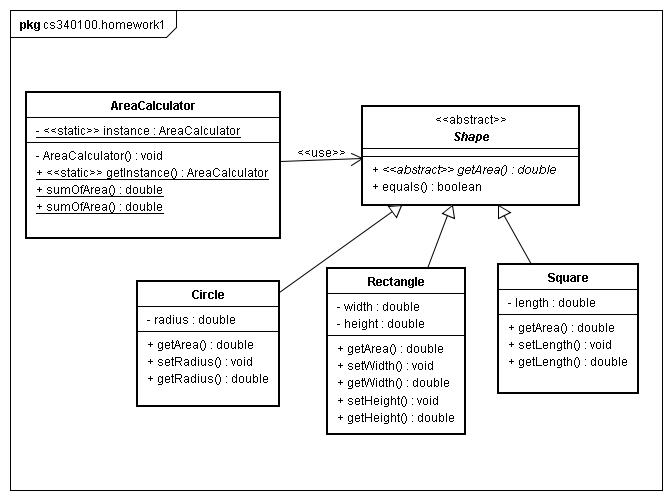 pkg cs340100.homework1
AreaCalculator
- <<static>> instance : AreaCalculator
- AreaCalculator() : void
+ <<static>> getInstance() : AreaCalculator
+ sumOfArea() : double
+ sumOfArea() : double
<<use>>
<<abstract>>
Shape
+ <<abstract>> getArea() : double
+ equals() : boolean
Circle
- radius : double
+ getArea() : double
+ setRadius() : void
+ getRadius() : double
Rectangle
- width : double
- height : double
+ getArea() : double
+ setWidth() : void
+ getWidth() : double
+ setHeight() : void
+ getHeight() : double
Square
- length : double
+ getArea() : double
+ setLength() : void
+ getLength() : double